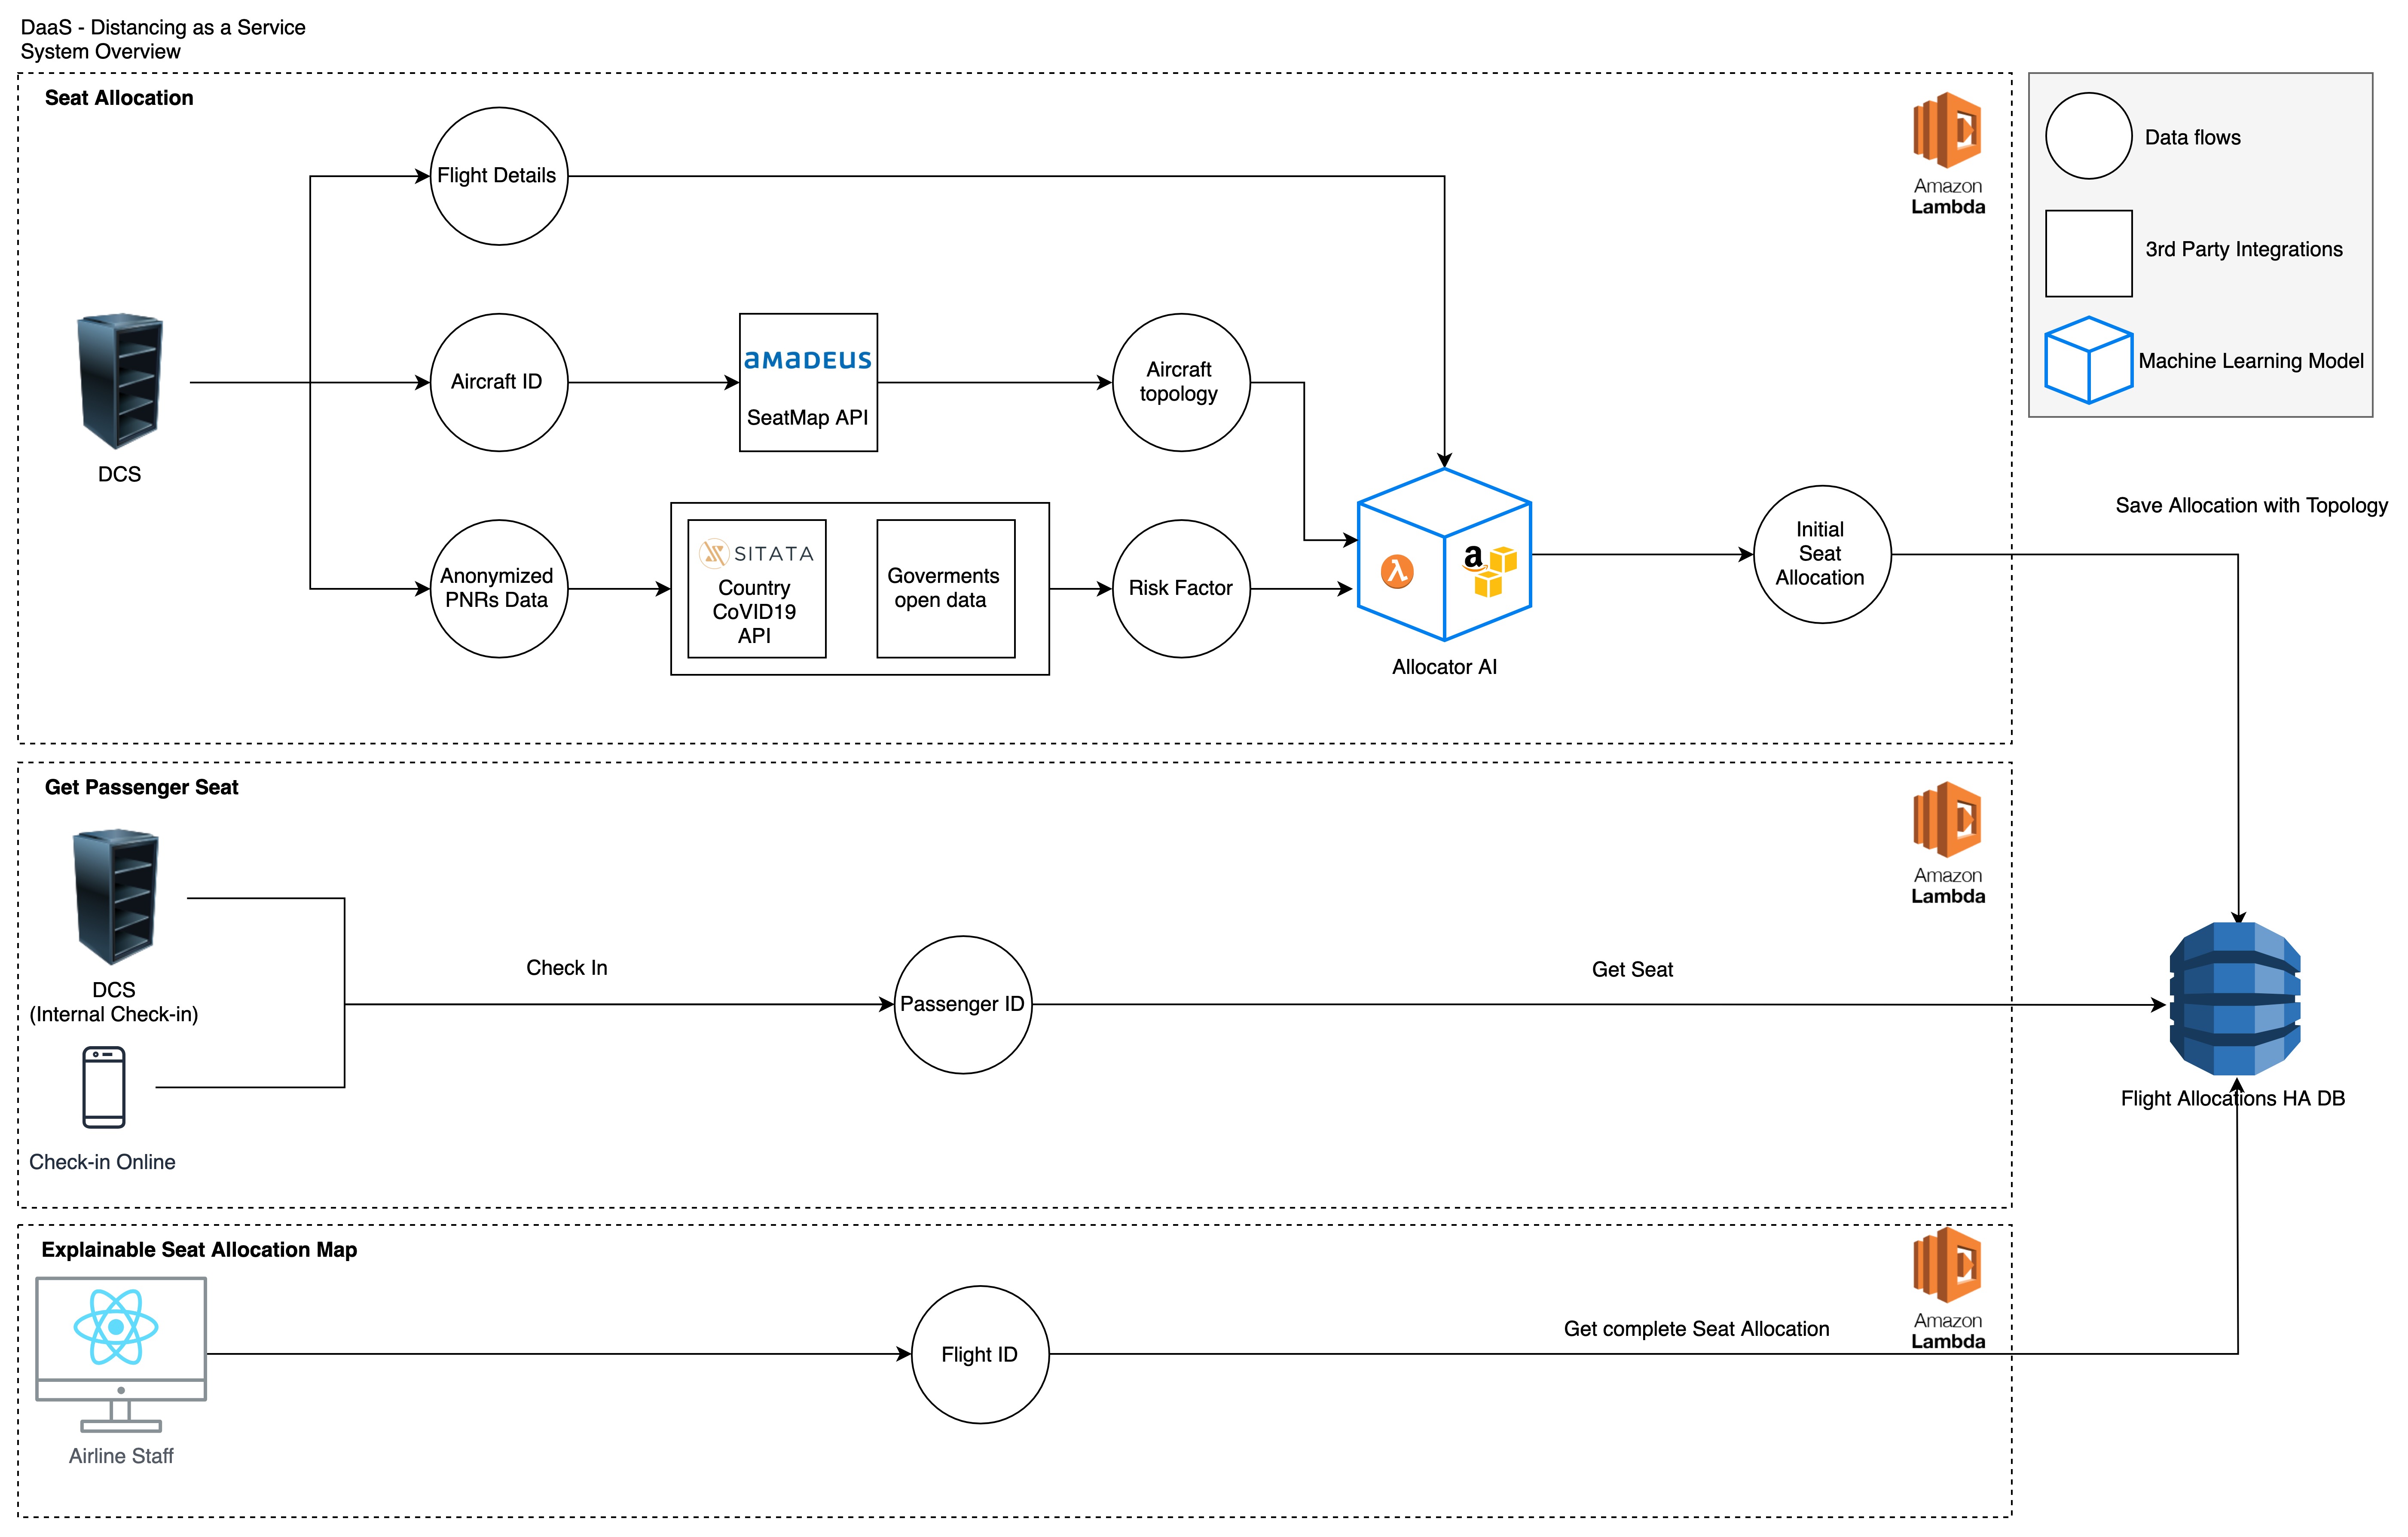 DaaS - Distancing as a Service
System Overview
Seat Allocation
Amazon
Lambda
Data flows
3rd Party Integrations
Machine Learning Model
DCS
Flight Details
Aircraft ID
amadeus
SeatMap API
Aircraft
topology
Anonymized
PNRs Data
SITATA
Country
CoVID19
API
Goverments
open data
Risk Factor
λ
a
Allocator AI
Initial
Seat
Allocation
Save Allocation with Topology
Get Passenger Seat
Amazon
Lambda
DCS
(Internal Check-in)
Check-in Online
Check In
Passenger ID
Get Seat
Flight Allocations HA DB
Explainable Seat Allocation Map
Amazon
Lambda
Airline Staff
Flight ID
Get complete Seat Allocation